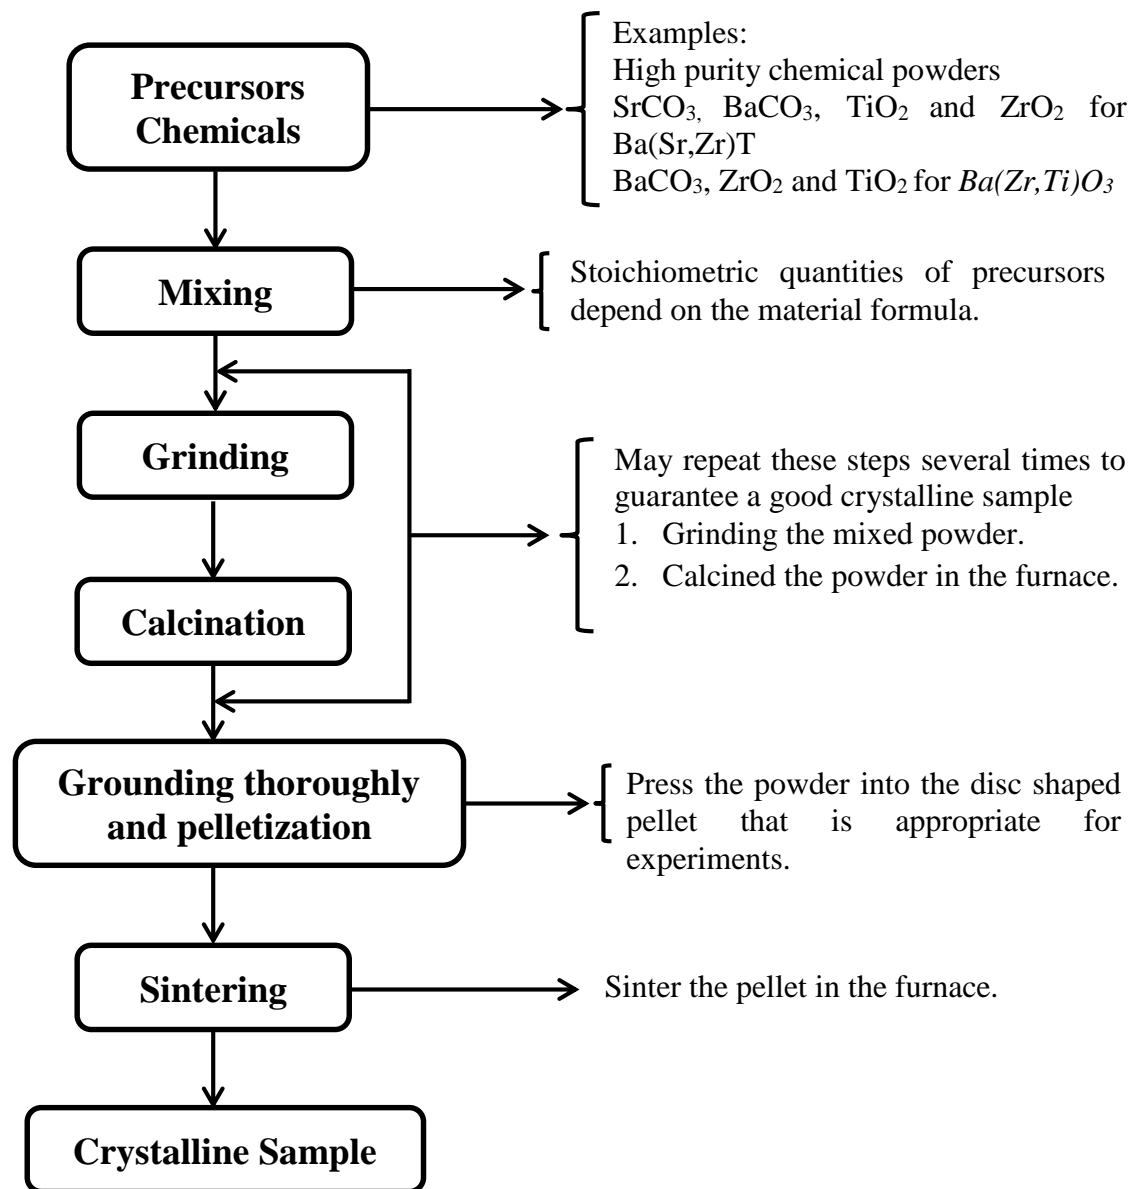 Precursors
Chemicals
Examples:
High purity chemical powders
SrCO₃, BaCO₃, TiO₂ and ZrO₂ for
Ba(Sr,Zr)T
BaCO₃, ZrO₂ and TiO₂ for Ba(Zr,Ti)O₃
Mixing
Stoichiometric quantities of precursors
depend on the material formula.
Grinding
Calcination
May repeat these steps several times to
guarantee a good crystalline sample
1. Grinding the mixed powder.
2. Calcined the powder in the furnace.
Grounding thoroughly
and pelletization
Press the powder into the disc shaped
pellet that is appropriate for
experiments.
Sintering
Sinter the pellet in the furnace.
Crystalline Sample